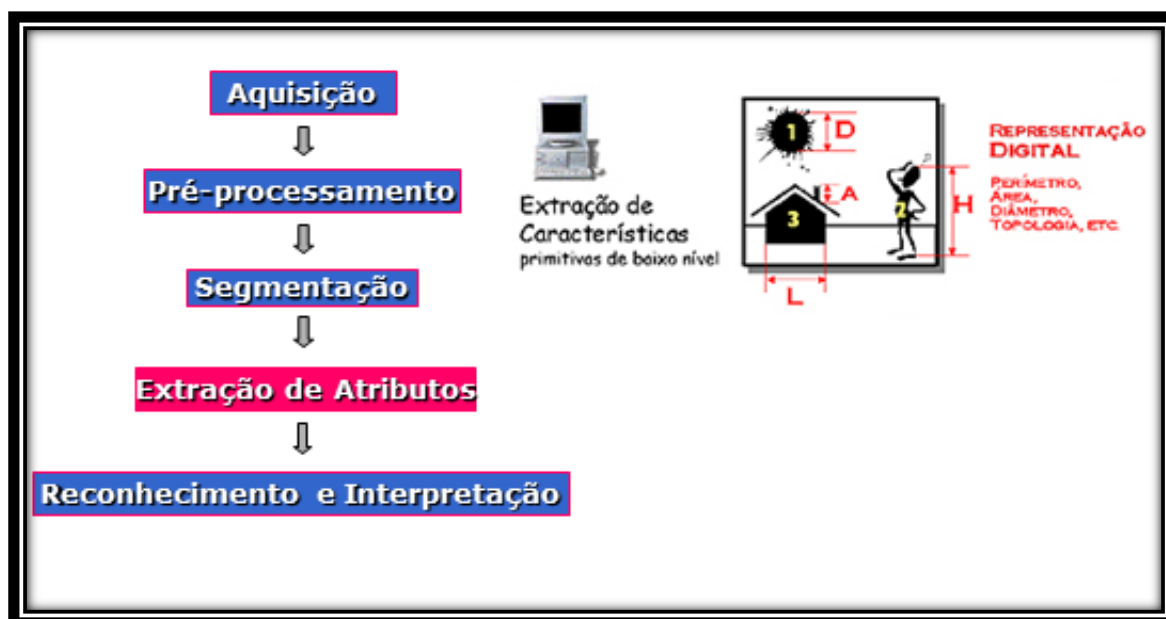 Aquisição
Pré-processamento
Segmentação
Extração de Atributos
Reconhecimento e Interpretação
Extração de
Características
primitivas de baixo nível
1
D
A
2
H
3
L
REPRESENTAÇÃO
DIGITAL
PERÍMETRO,
ÁREA,
DIÂMETRO,
TOPOLOGIA, ETC.